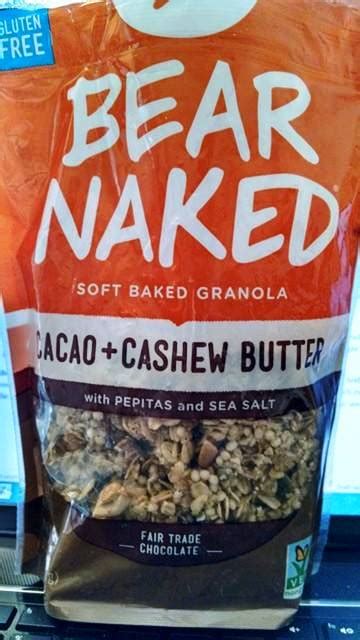 GLUTEN
FREE
BEAR
NAKED
SOFT BAKED GRANOLA
CACAO+CASHEW BUTTER
with PEPITAS and SEA SALT
FAIR TRADE
CHOCOLATE